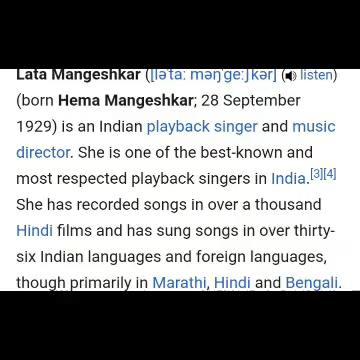 Lata Mangeshkar ([ləˈtaː məŋˈɡeːʃkər] (🔊 listen)
(born Hema Mangeshkar; 28 September
1929) is an Indian playback singer and music
director. She is one of the best-known and
most respected playback singers in India.[3][4]
She has recorded songs in over a thousand
Hindi films and has sung songs in over thirty-
six Indian languages and foreign languages,
though primarily in Marathi, Hindi and Bengali.